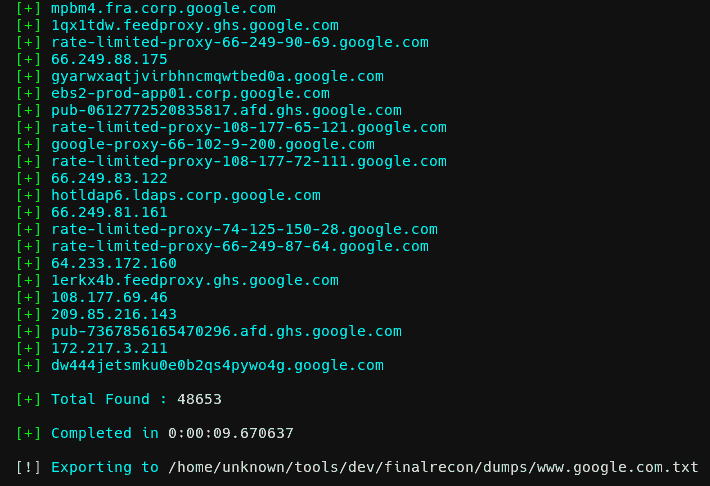 [+] mpbm4.fra.corp.google.com
[+] 1qx1tdw.feedproxy.ghs.google.com
[+] rate-limited-proxy-66-249-90-69.google.com
[+] 66.249.88.175
[+] gyarwxaqtjvirbhncmqwtbed0a.google.com
[+] ebs2-prod-app01.corp.google.com
[+] pub-0612772520835817.afd.ghs.google.com
[+] rate-limited-proxy-108-177-65-121.google.com
[+] google-proxy-66-102-9-200.google.com
[+] rate-limited-proxy-108-177-72-111.google.com
[+] 66.249.83.122
[+] hotldap6.ldaps.corp.google.com
[+] 66.249.81.161
[+] rate-limited-proxy-74-125-150-28.google.com
[+] rate-limited-proxy-66-249-87-64.google.com
[+] 64.233.172.160
[+] 1erkx4b.feedproxy.ghs.google.com
[+] 108.177.69.46
[+] 209.85.216.143
[+] pub-7367856165470296.afd.ghs.google.com
[+] 172.217.3.211
[+] dw444jetsmku0e0b2qs4pywo4g.google.com
[+] Total Found : 48653
[+] Completed in 0:00:09.670637
[!] Exporting to /home/unknown/tools/dev/finalrecon/dumps/www.google.com.txt